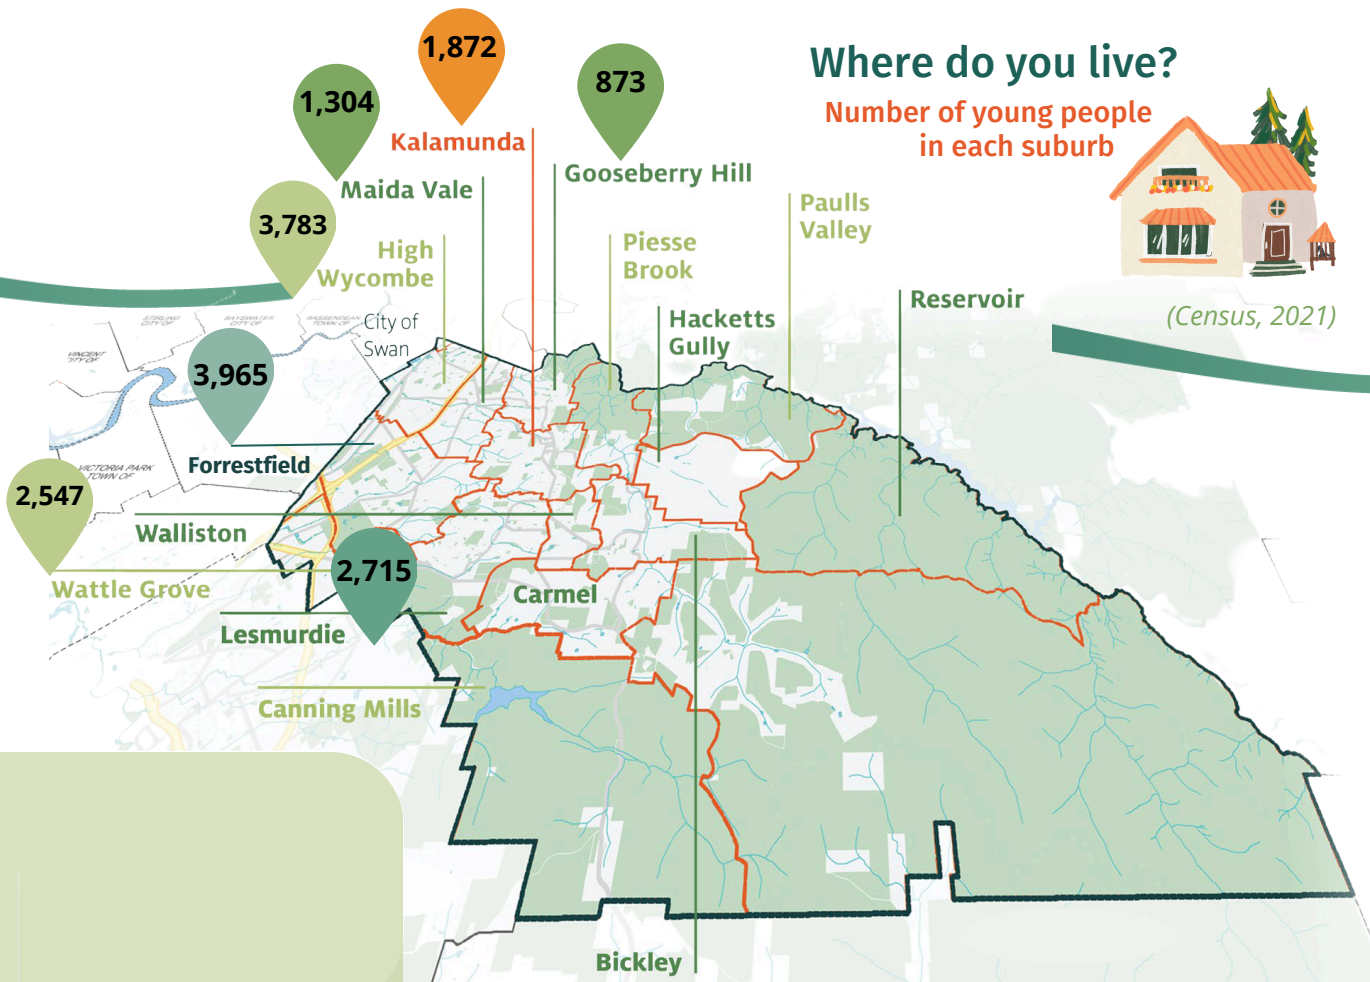 Where do you live?
Number of young people
in each suburb
(Census, 2021)
1,872
Kalamunda
1,304
Maida Vale
873
Gooseberry Hill
3,783
High
Wycombe
Piesse
Brook
Paulls
Valley
Hacketts
Gully
Reservoir
City of
Swan
STERLING
CITY OF
BAYSWATER
CITY OF
BASSENDEAN
TOWN OF
VINCENT
CITY OF
3,965
Forrestfield
VICTORIA PARK
TOWN OF
2,547
Walliston
Wattle Grove
2,715
Lesmurdie
Carmel
Canning Mills
Bickley